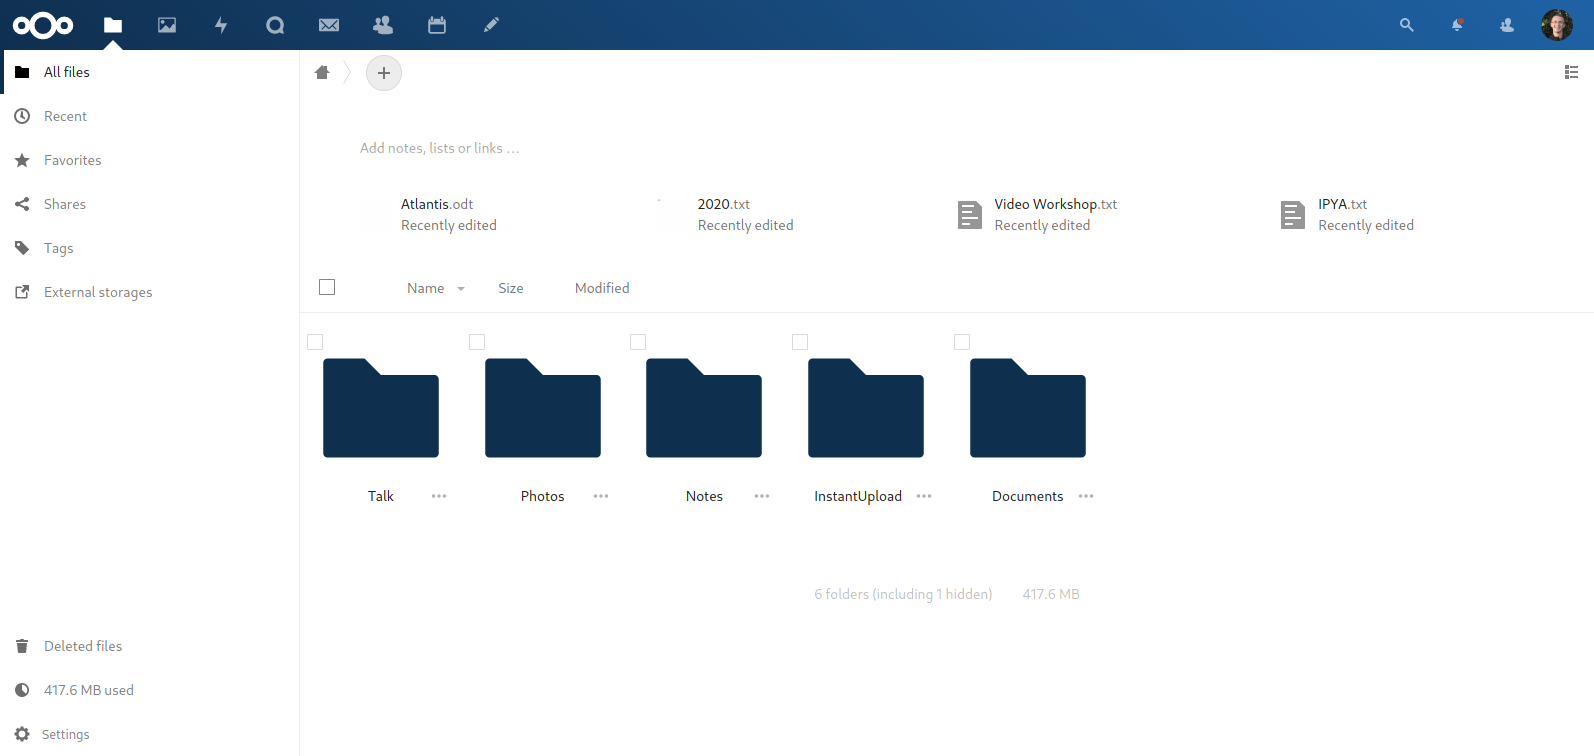 All files
Recent
Favorites
Shares
Tags
External storages
Deleted files
417.6 MB used
Settings
Add notes, lists or links …
Atlantis.odt
Recently edited
2020.txt
Recently edited
Video Workshop.txt
Recently edited
IPYA.txt
Recently edited
Name Size Modified
Talk
Photos
Notes
InstantUpload
Documents
6 folders (including 1 hidden) 417.6 MB